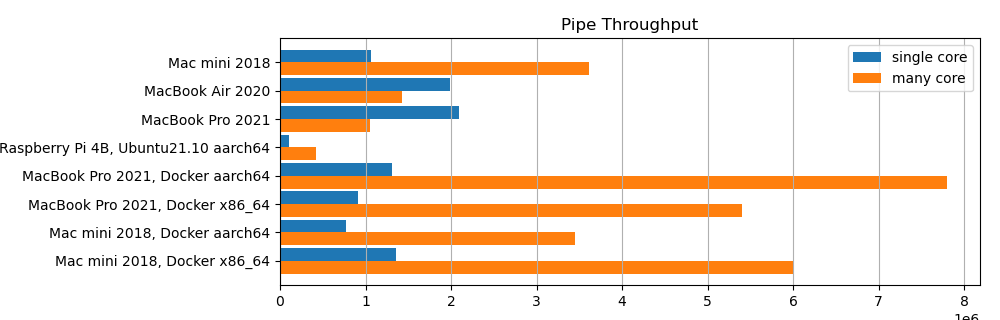 Pipe Throughput
single core
many core
Mac mini 2018
MacBook Air 2020
MacBook Pro 2021
Raspberry Pi 4B, Ubuntu21.10 aarch64
MacBook Pro 2021, Docker aarch64
MacBook Pro 2021, Docker x86_64
Mac mini 2018, Docker aarch64
Mac mini 2018, Docker x86_64
0 1 2 3 4 5 6 7 8
1e6